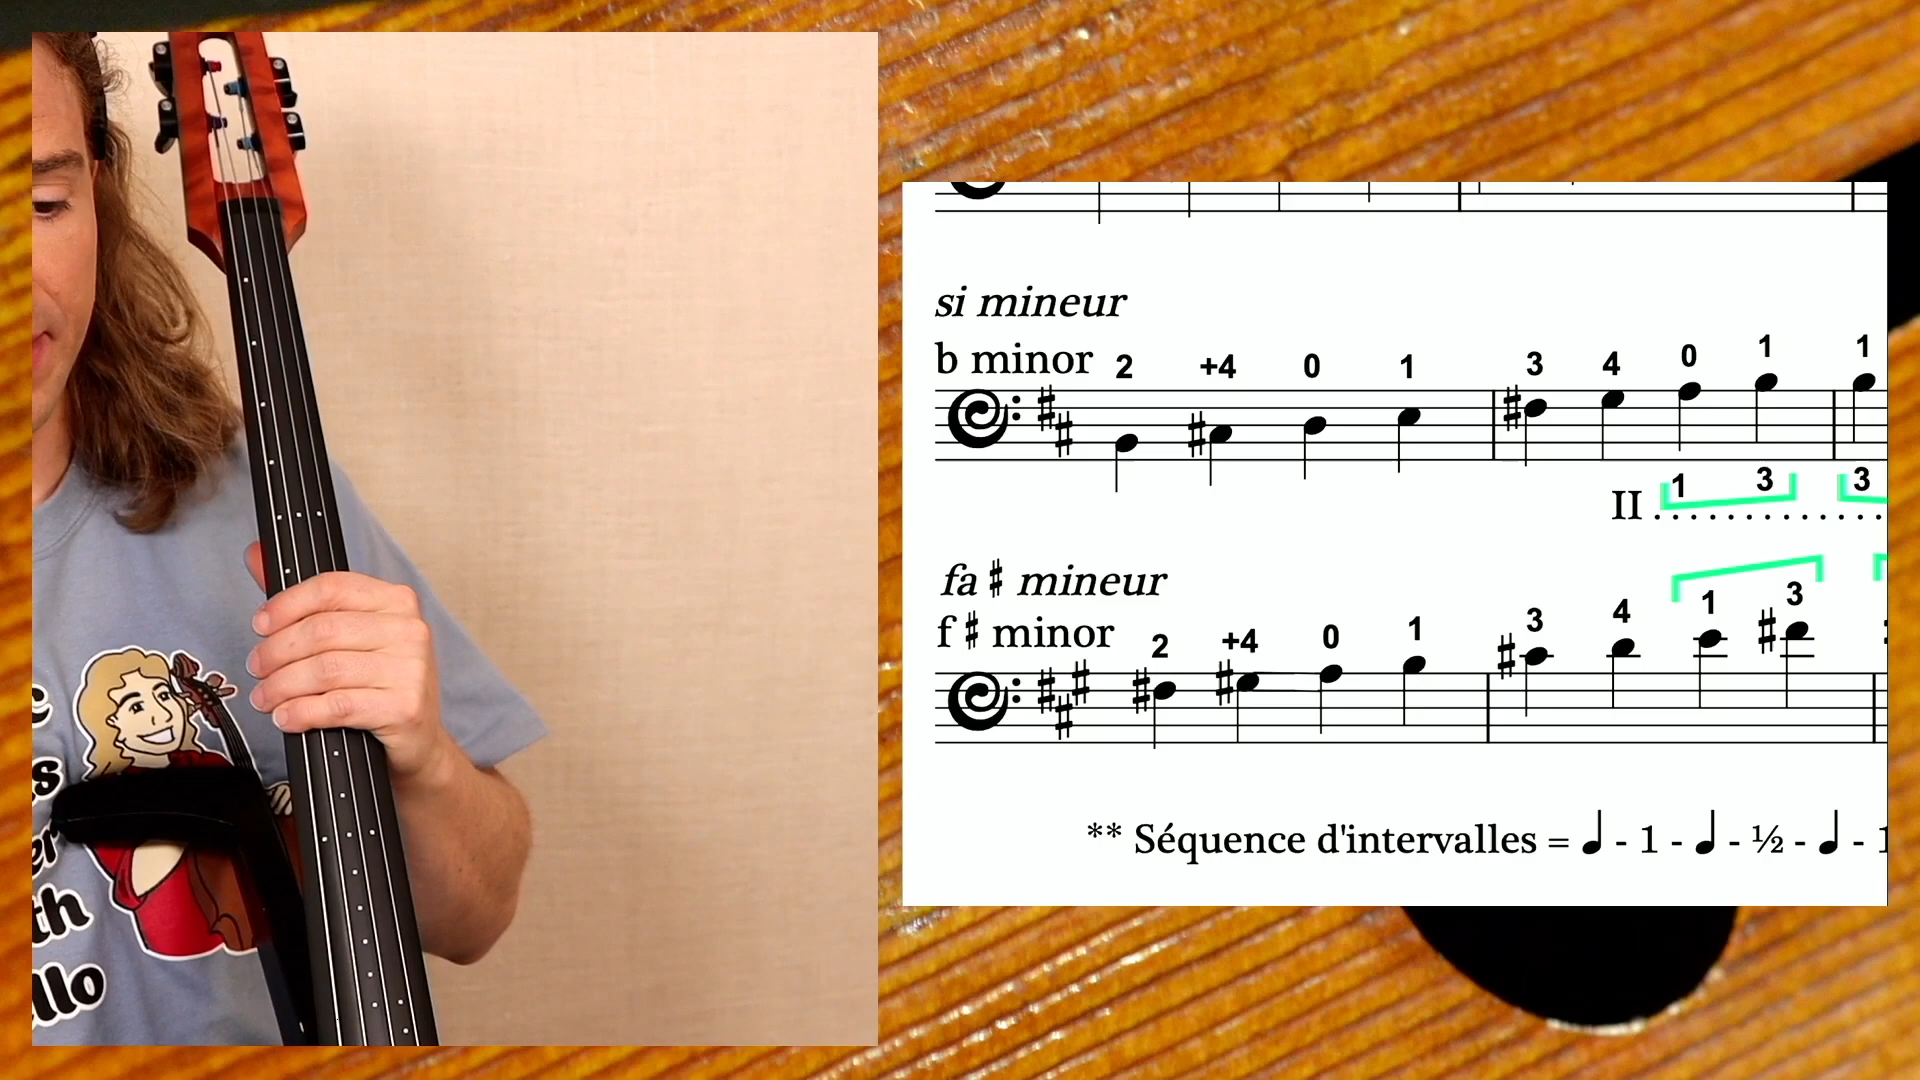 si mineur
b minor 2 +4 0 1 3 4 0 1 1
II 1 3 3
fa ♯ mineur
f ♯ minor 2 +4 0 1 3 4 1 3
** Séquence d'intervalles = ♩ - 1 - ♩ - ½ - ♩ - 1
llo